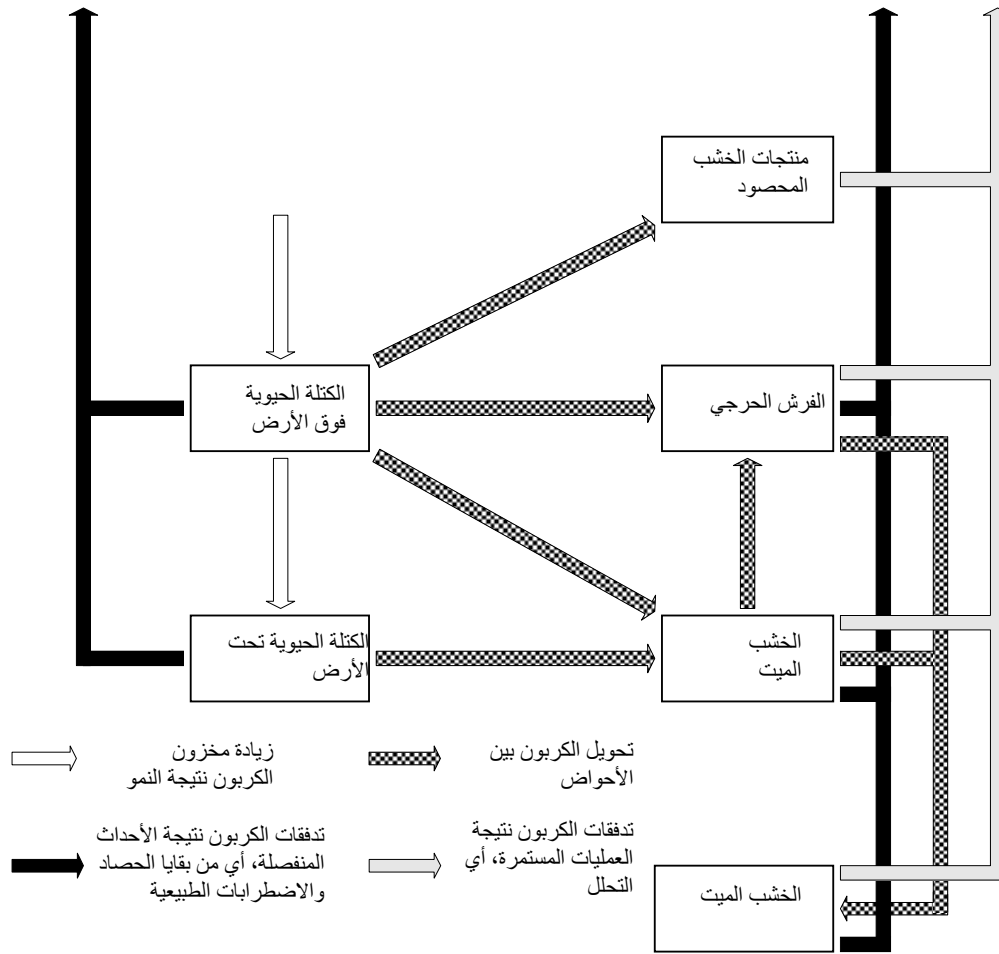 منتجات الخشب
المحصود
الكتلة الحيوية
فوق الأرض
الفرش الحرجي
الكتلة الحيوية تحت
الأرض
الخشب
الميت
زيادة مخزون
الكربون نتيجة النمو
تحويل الكربون بين
الأحواض
تدفقات الكربون نتيجة الأحداث
المنفصلة، أي من بقايا الحصاد
والاضطرابات الطبيعية
تدفقات الكربون نتيجة
العمليات المستمرة، أي
التحلل
الخشب الميت